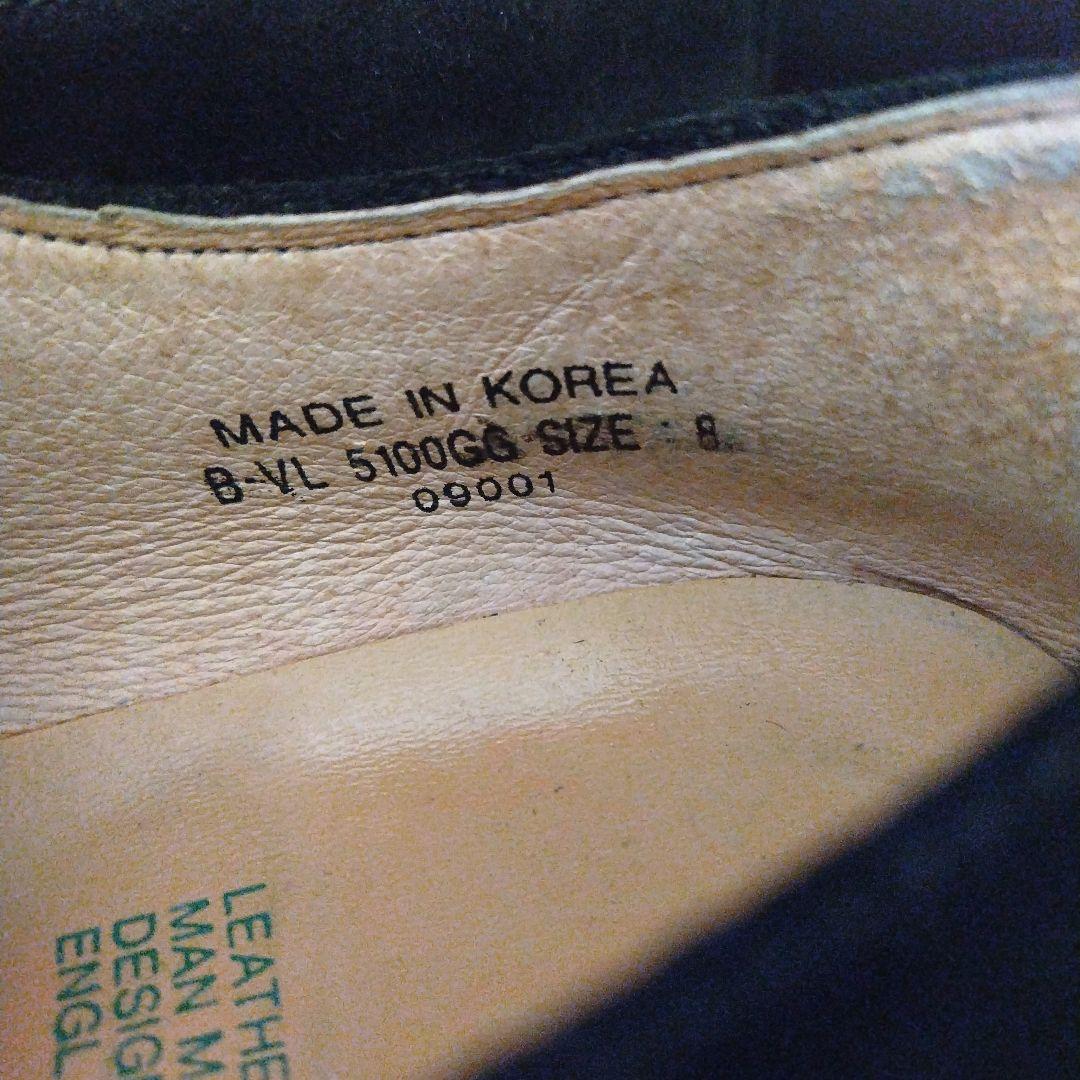 MADE IN KOREA
B-VL 5100GG SIZE : 8
09001
LEATHE
MAN M
DESIG
ENGL